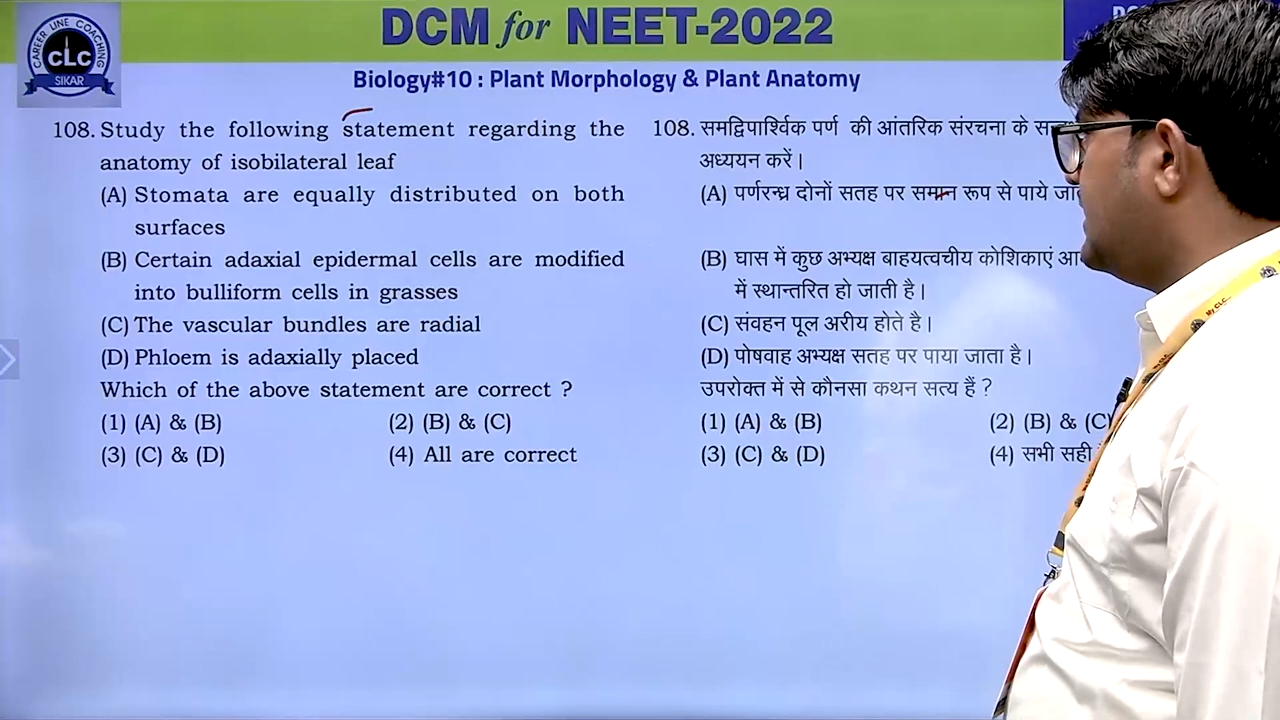 DCM for NEET-2022
CAREER LINE COACHING
CLC
SIKAR
Biology#10 : Plant Morphology & Plant Anatomy
108. Study the following statement regarding the
anatomy of isobilateral leaf
(A) Stomata are equally distributed on both
surfaces
(B) Certain adaxial epidermal cells are modified
into bulliform cells in grasses
(C) The vascular bundles are radial
(D) Phloem is adaxially placed
Which of the above statement are correct ?
(1) (A) & (B) (2) (B) & (C)
(3) (C) & (D) (4) All are correct
108. समद्विपार्श्विक पर्ण की आंतरिक संरचना के
अध्ययन करें।
(A) पर्णरन्ध्र दोनों सतह पर समान रूप से पाये
(B) घास में कुछ अभ्यक्ष बाहयत्वचीय कोशिकाएं
में स्थान्तरित हो जाती है।
(C) संवहन पूल अरीय होते है।
(D) पोषवाह अभ्यक्ष सतह पर पाया जाता है।
उपरोक्त में से कौनसा कथन सत्य हैं ?
(1) (A) & (B) (2) (B) & (C)
(3) (C) & (D) (4) सभी सही
My CLC